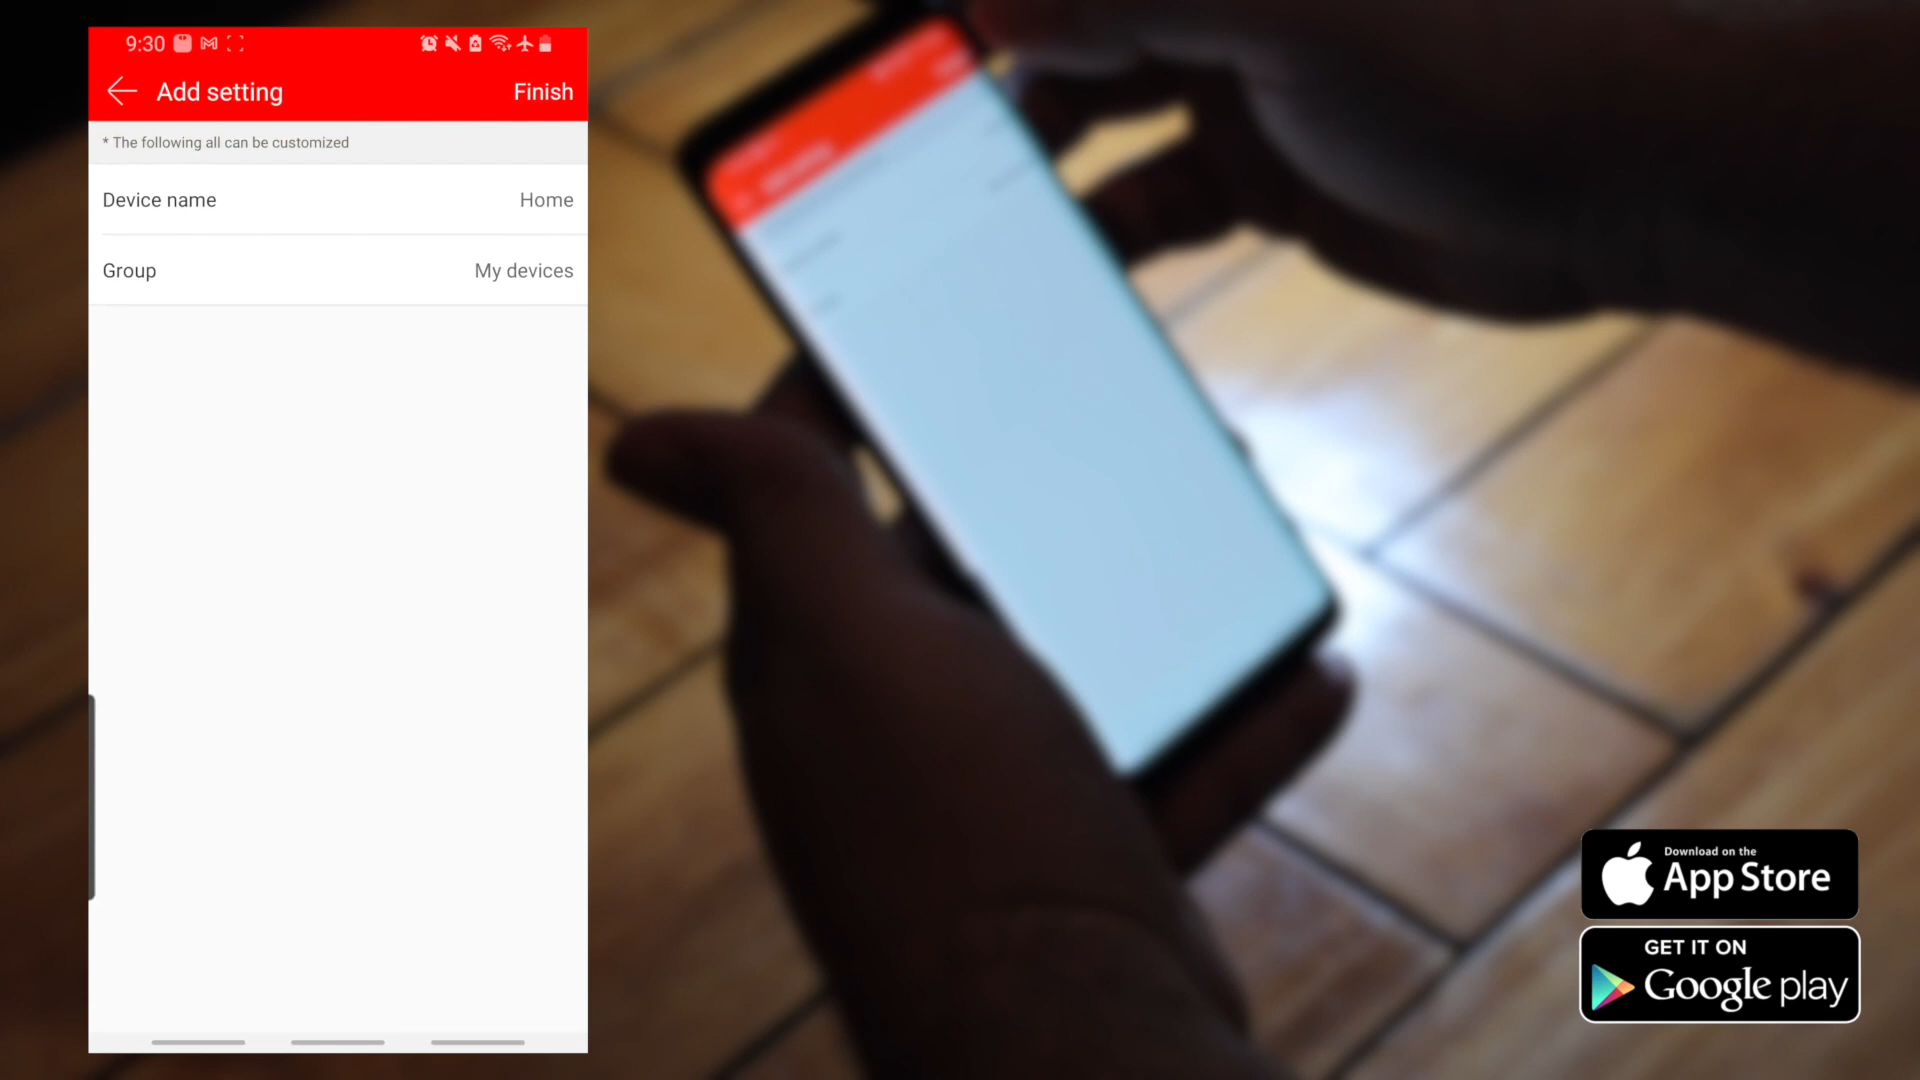 9:30
Add setting
Finish
* The following all can be customized
Device name
Home
Group
My devices
Download on the
App Store
GET IT ON
Google play